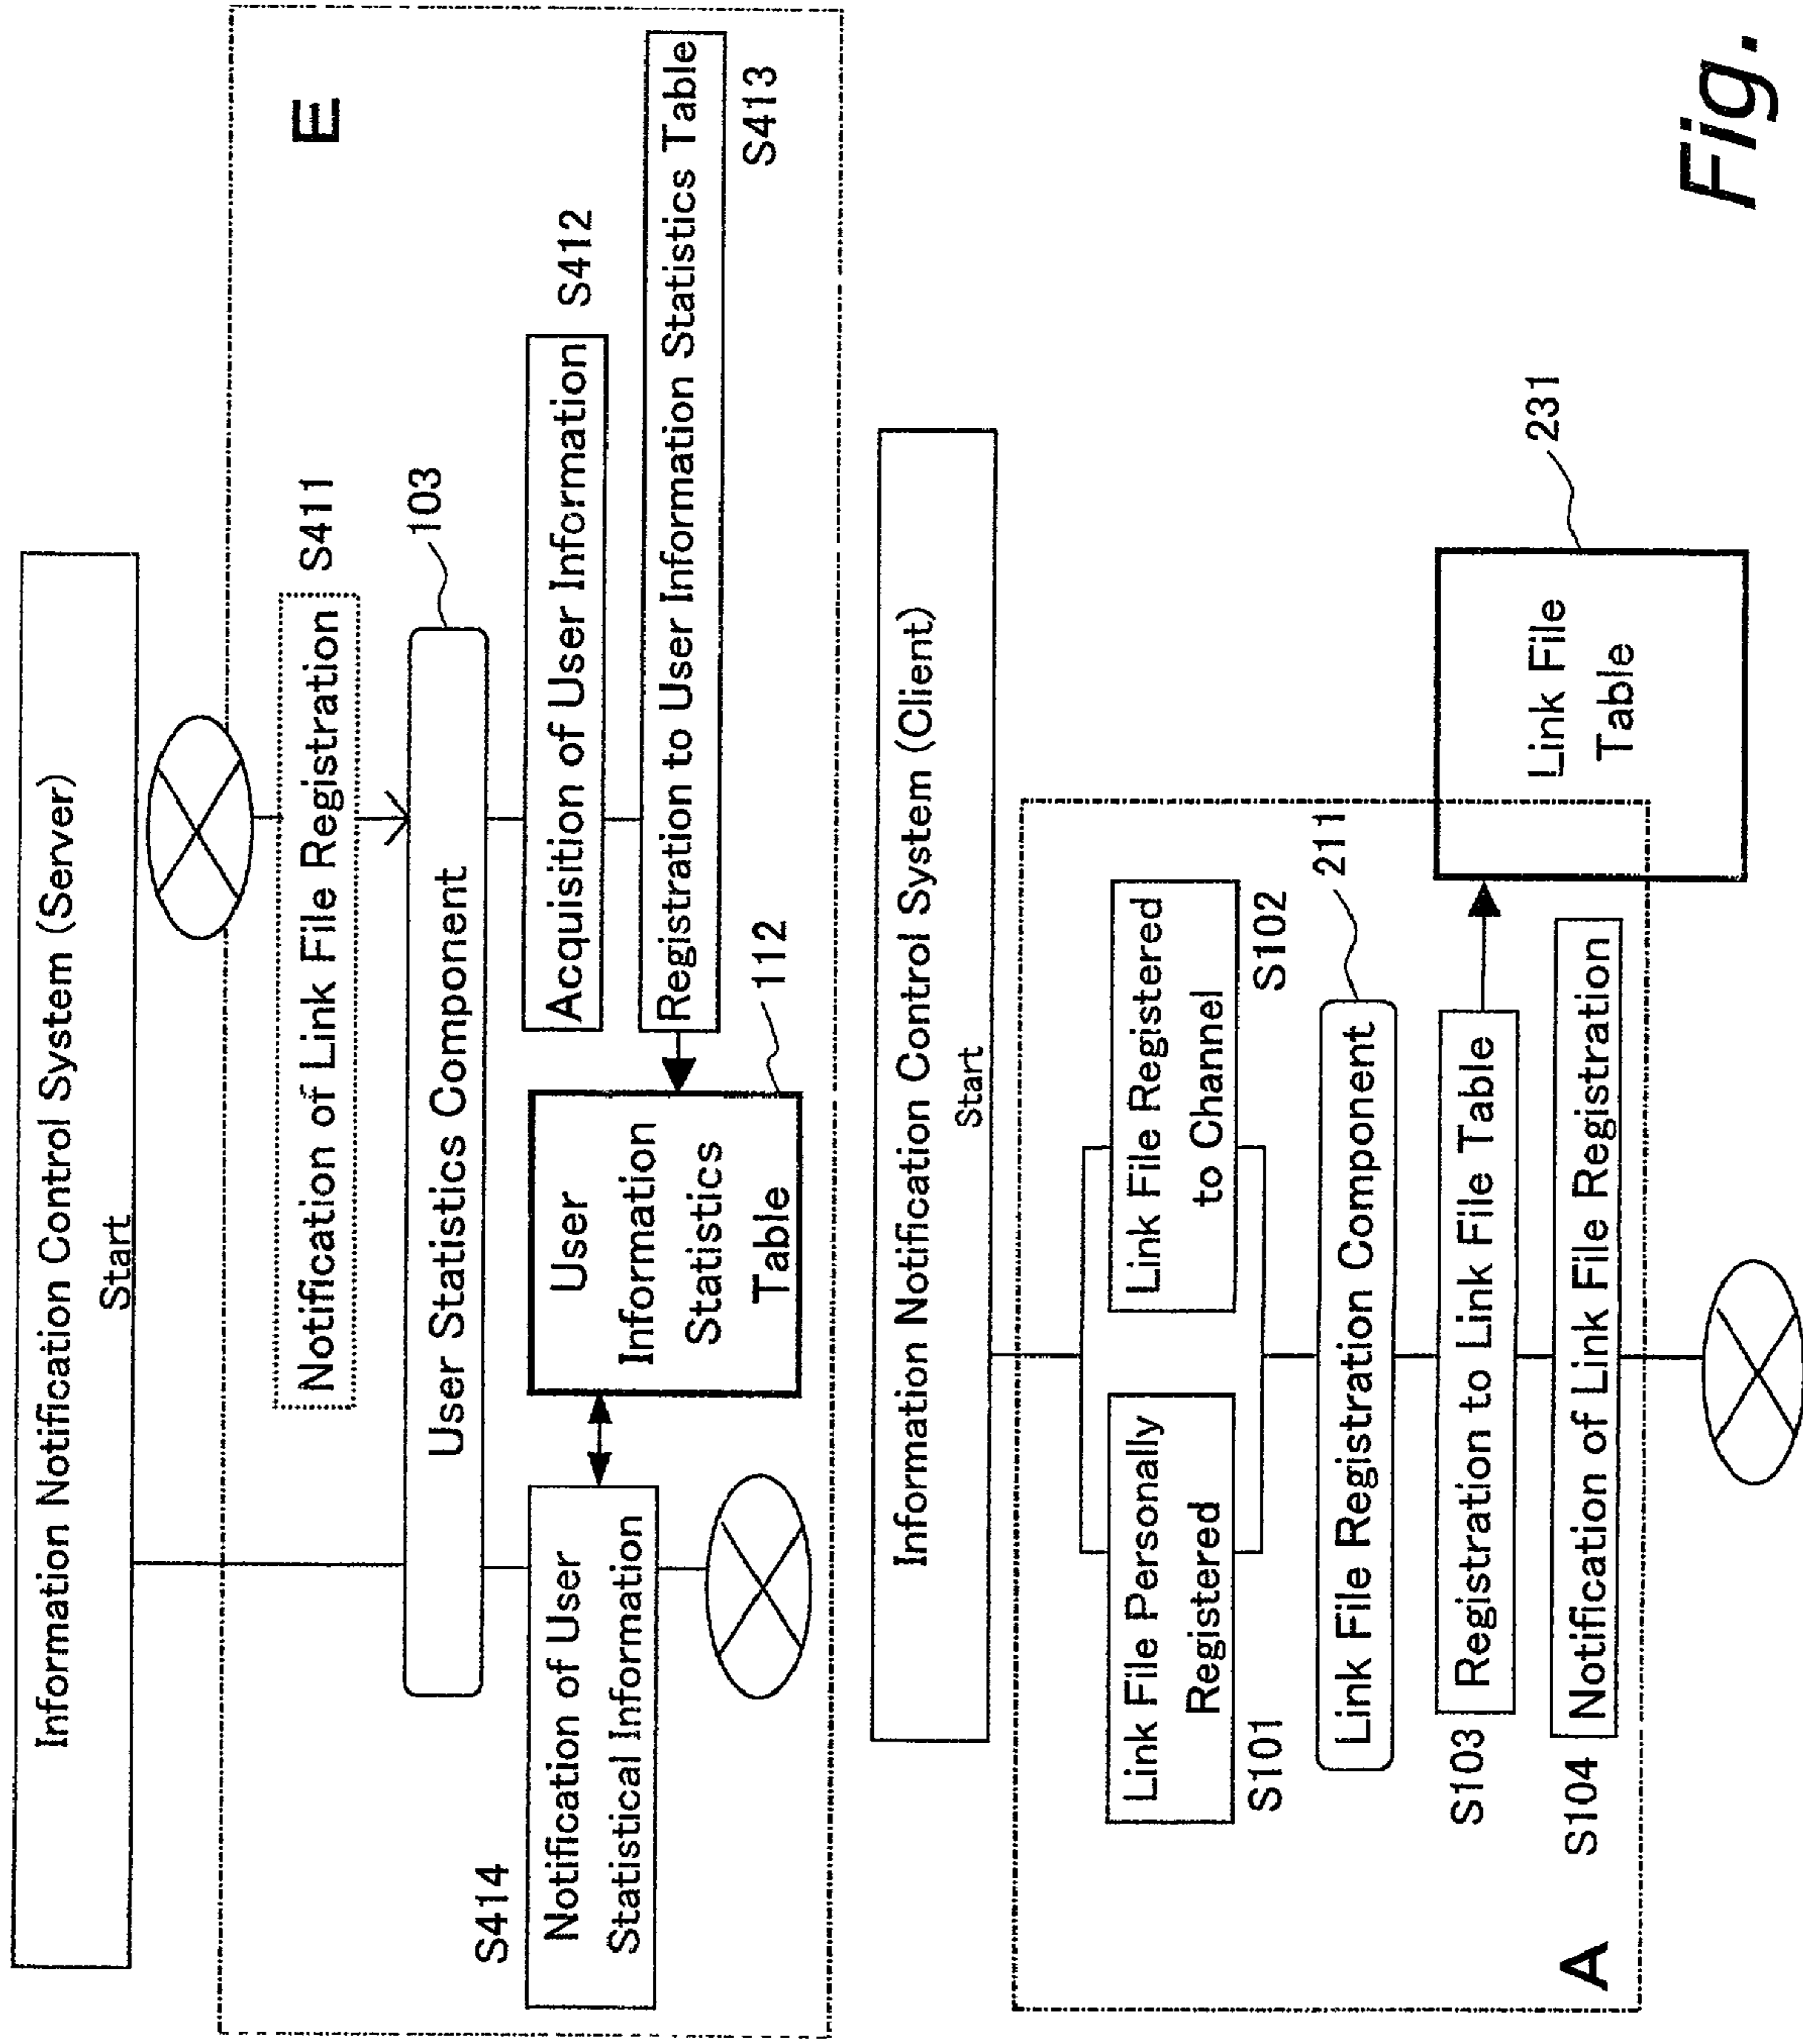 Information Notification Control System (Server)
Start
E
Notification of Link File Registration
S411
103
User Statistics Component
Acquisition of User Information
S412
Registration to User Information Statistics Table
S413
112
User
Information
Statistics
Table
S414
Notification of User
Statistical Information
Information Notification Control System (Client)
Start
Link File Personally
Registered
S101
Link File Registered
to Channel
S102
211
Link File Registration Component
S103
Registration to Link File Table
231
Link File
Table
S104
Notification of Link File Registration
A
Fig.